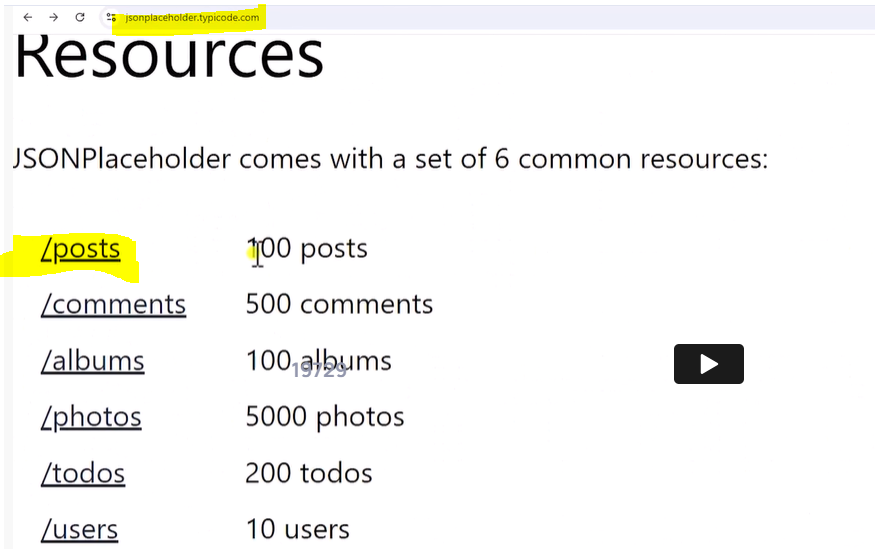 jsonplaceholder.typicode.com
Resources
JSONPlaceholder comes with a set of 6 common resources:
/posts 100 posts
/comments 500 comments
/albums 100 albums
19729
/photos 5000 photos
/todos 200 todos
/users 10 users